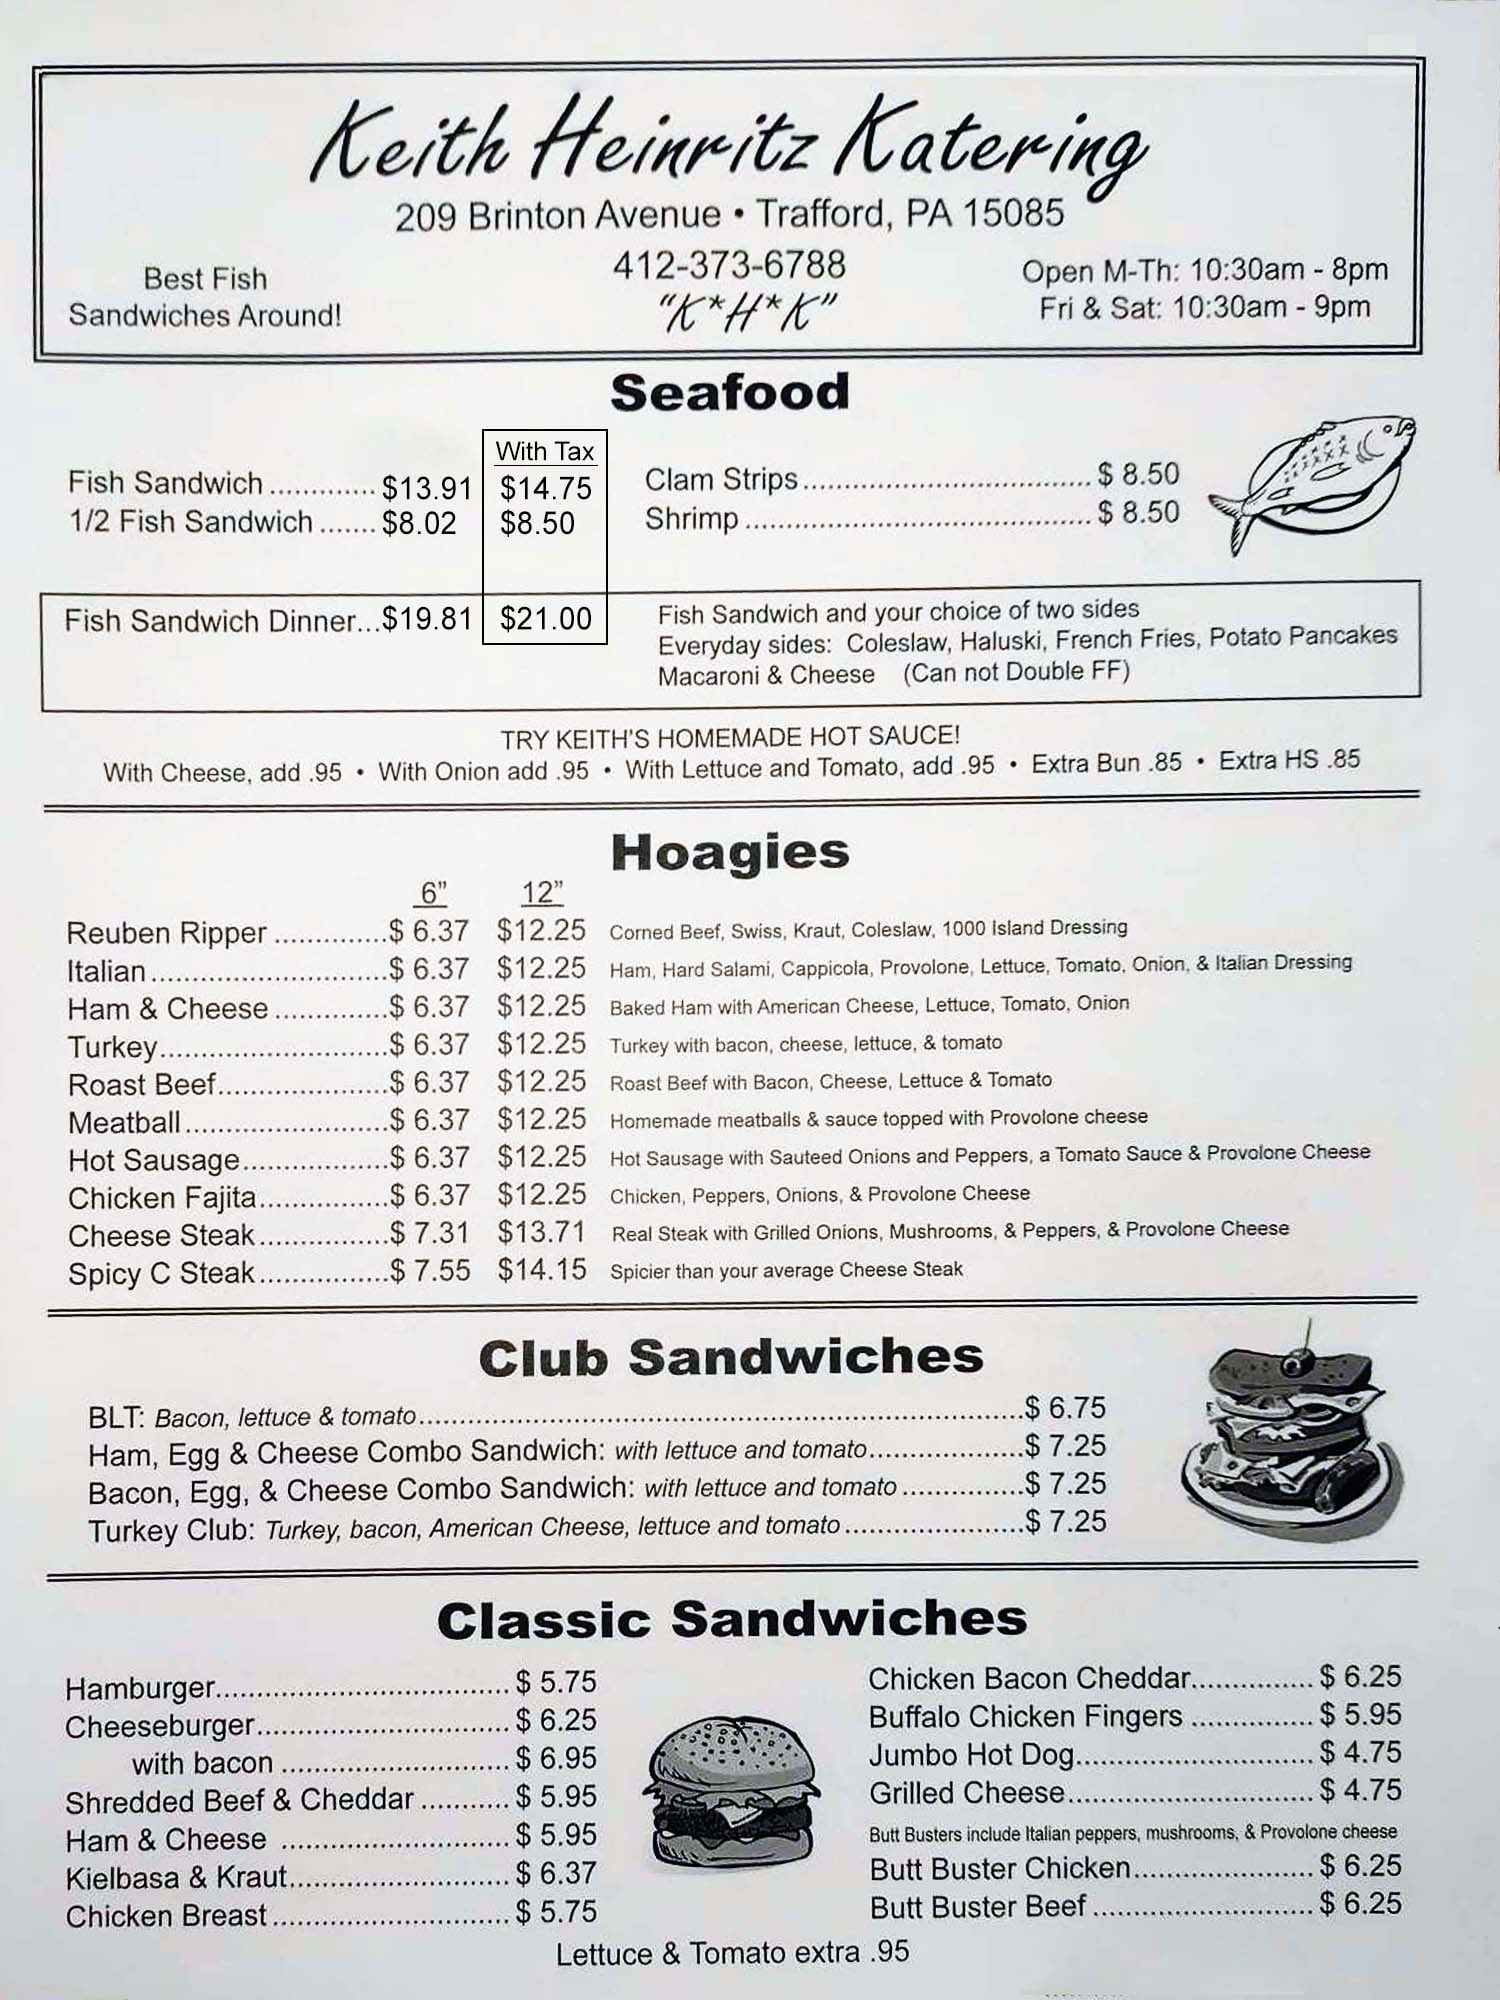 Keith Heinritz Katering
209 Brinton Avenue • Trafford, PA 15085
412-373-6788
"K*H*K"
Best Fish
Sandwiches Around!
Open M-Th: 10:30am - 8pm
Fri & Sat: 10:30am - 9pm
Seafood
With Tax
Fish Sandwich ............. $13.91 $14.75
1/2 Fish Sandwich ....... $8.02 $8.50
Clam Strips................................... $ 8.50
Shrimp .......................................... $ 8.50
Fish Sandwich Dinner...$19.81 $21.00
Fish Sandwich and your choice of two sides
Everyday sides: Coleslaw, Haluski, French Fries, Potato Pancakes
Macaroni & Cheese (Can not Double FF)
TRY KEITH'S HOMEMADE HOT SAUCE!
With Cheese, add .95 • With Onion add .95 • With Lettuce and Tomato, add .95 • Extra Bun .85 • Extra HS .85
Hoagies
6" 12"
Reuben Ripper ..............$ 6.37 $12.25 Corned Beef, Swiss, Kraut, Coleslaw, 1000 Island Dressing
Italian.............................$ 6.37 $12.25 Ham, Hard Salami, Cappicola, Provolone, Lettuce, Tomato, Onion, & Italian Dressing
Ham & Cheese ..............$ 6.37 $12.25 Baked Ham with American Cheese, Lettuce, Tomato, Onion
Turkey............................$ 6.37 $12.25 Turkey with bacon, cheese, lettuce, & tomato
Roast Beef.....................$ 6.37 $12.25 Roast Beef with Bacon, Cheese, Lettuce & Tomato
Meatball.........................$ 6.37 $12.25 Homemade meatballs & sauce topped with Provolone cheese
Hot Sausage..................$ 6.37 $12.25 Hot Sausage with Sauteed Onions and Peppers, a Tomato Sauce & Provolone Cheese
Chicken Fajita................$ 6.37 $12.25 Chicken, Peppers, Onions, & Provolone Cheese
Cheese Steak................$ 7.31 $13.71 Real Steak with Grilled Onions, Mushrooms, & Peppers, & Provolone Cheese
Spicy C Steak................$ 7.55 $14.15 Spicier than your average Cheese Steak
Club Sandwiches
BLT: Bacon, lettuce & tomato..........................................................................$ 6.75
Ham, Egg & Cheese Combo Sandwich: with lettuce and tomato...................$ 7.25
Bacon, Egg, & Cheese Combo Sandwich: with lettuce and tomato ...............$ 7.25
Turkey Club: Turkey, bacon, American Cheese, lettuce and tomato ......................$ 7.25
Classic Sandwiches
Hamburger.................................... $ 5.75
Cheeseburger............................... $ 6.25
with bacon ............................ $ 6.95
Shredded Beef & Cheddar ........... $ 5.95
Ham & Cheese ............................ $ 5.95
Kielbasa & Kraut........................... $ 6.37
Chicken Breast ............................. $ 5.75
Chicken Bacon Cheddar............... $ 6.25
Buffalo Chicken Fingers ............... $ 5.95
Jumbo Hot Dog............................. $ 4.75
Grilled Cheese.............................. $ 4.75
Butt Busters include Italian peppers, mushrooms, & Provolone cheese
Butt Buster Chicken...................... $ 6.25
Butt Buster Beef ........................... $ 6.25
Lettuce & Tomato extra .95